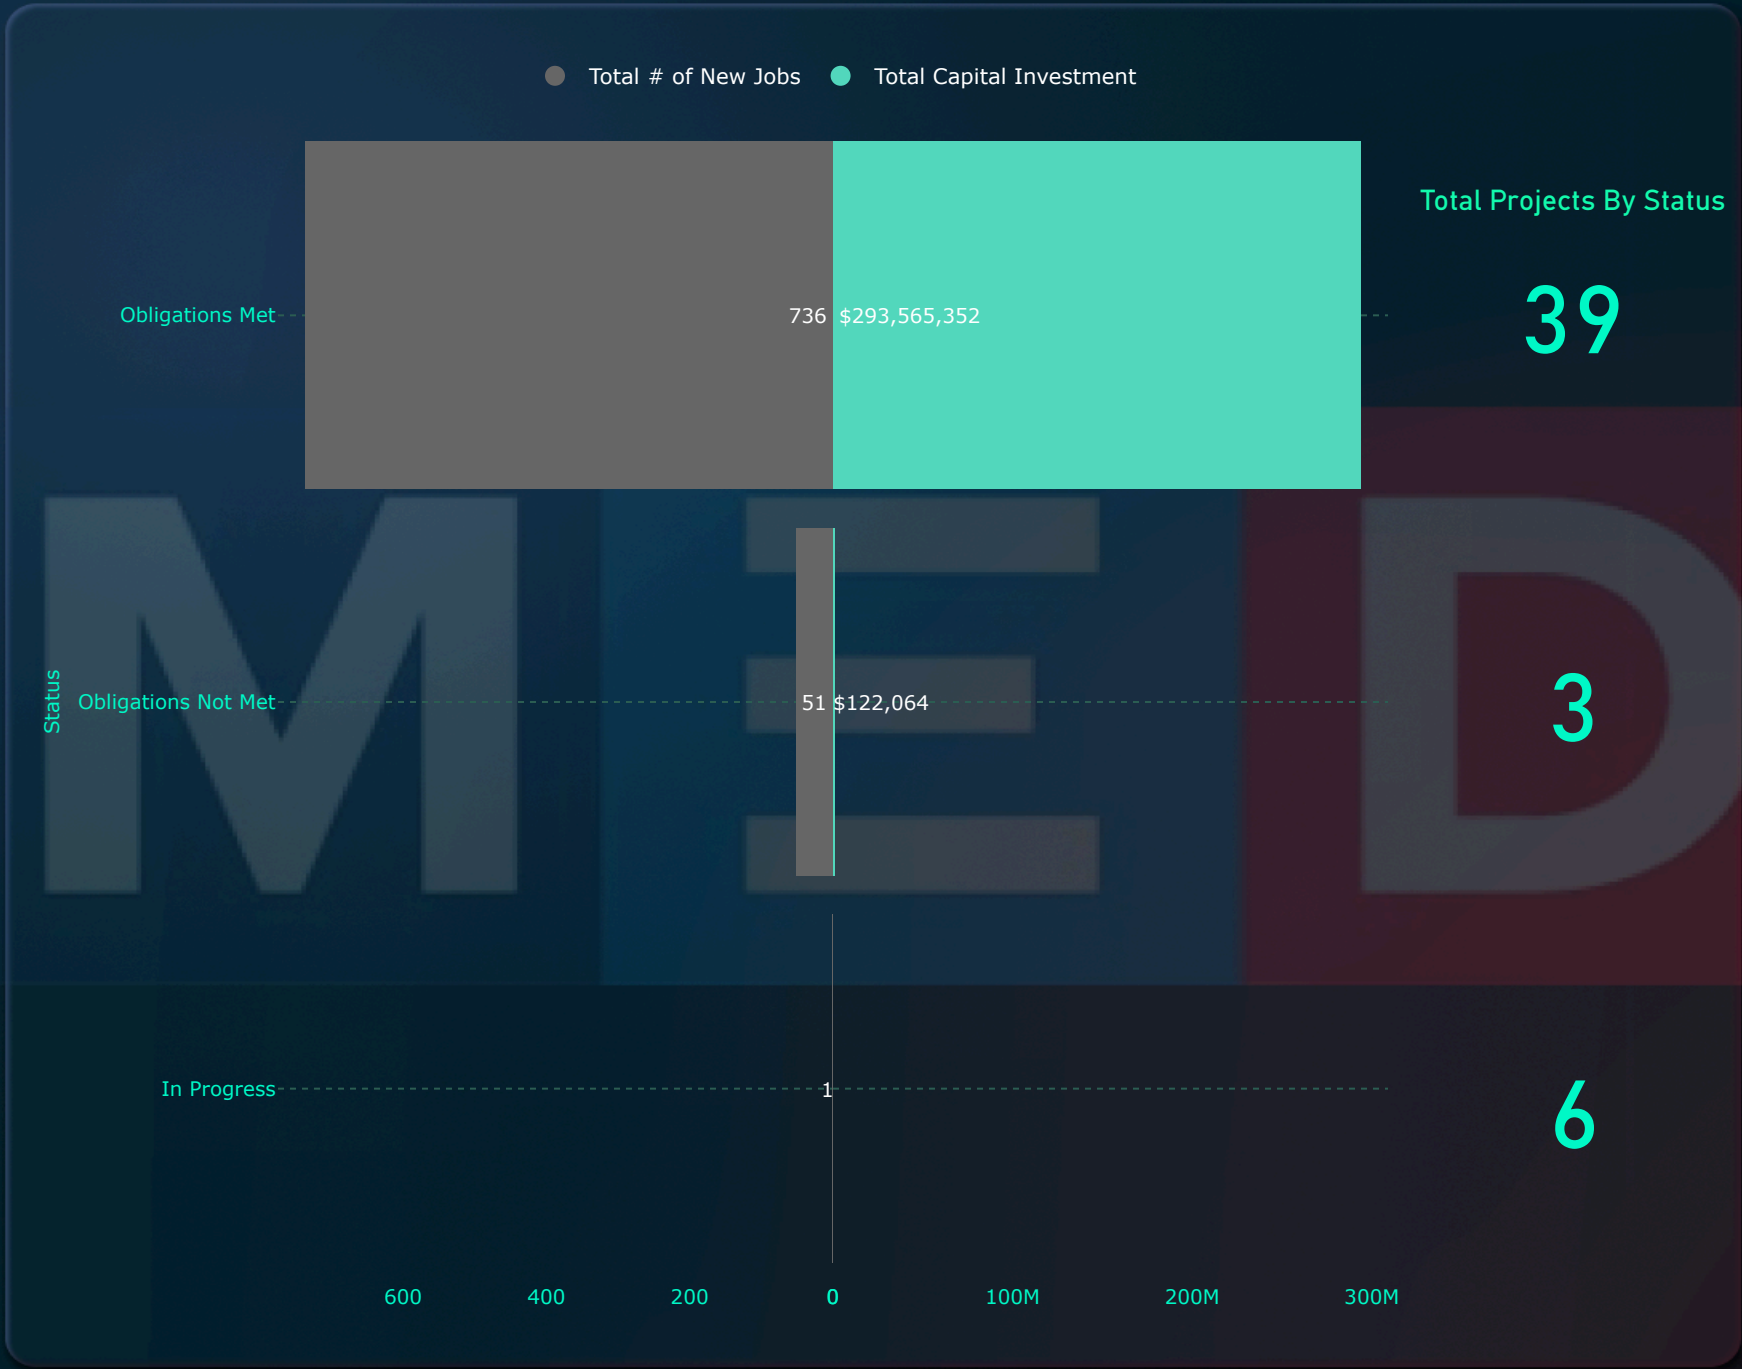 Total # of New Jobs Total Capital Investment
Total Projects By Status
Obligations Met 736 $293,565,352 39
Status
Obligations Not Met 51 $122,064 3
In Progress 1 6
600 400 200 0 100M 200M 300M
MED